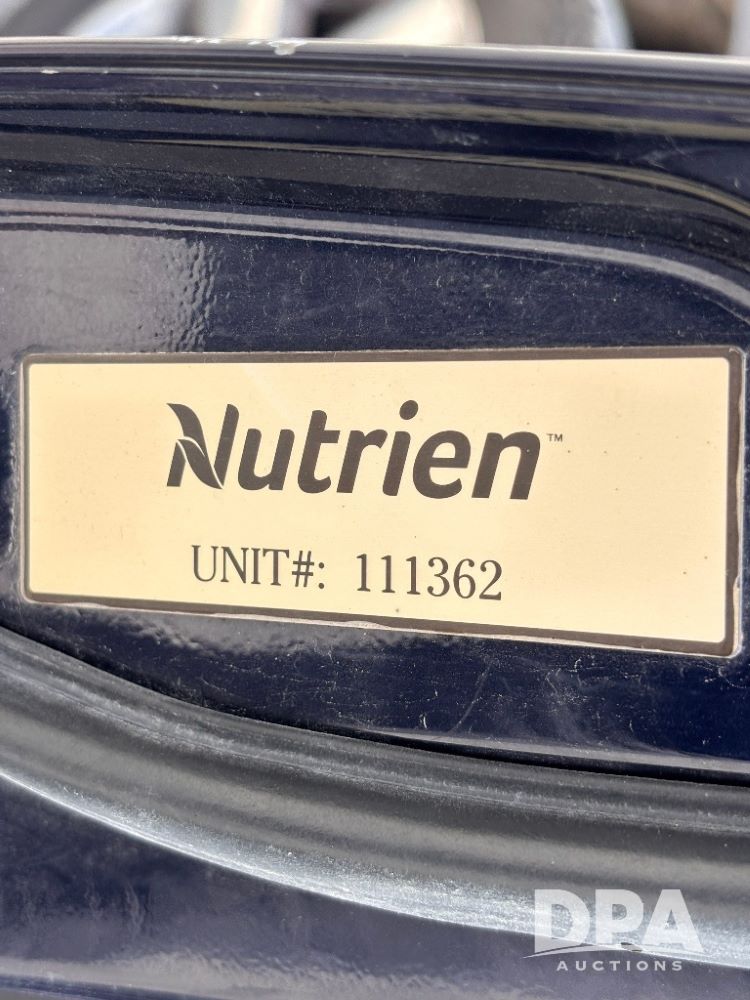 Nutrien™
UNIT#: 111362
DPA
AUCTIONS